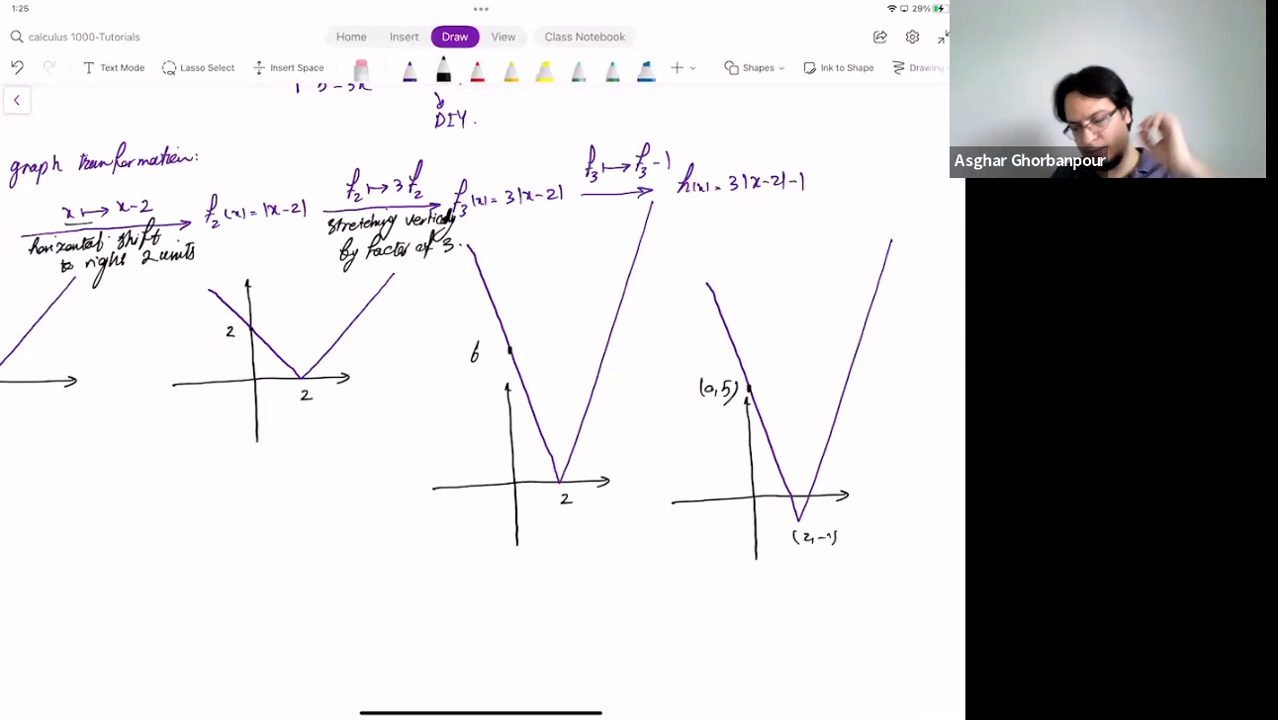 1:25
29%
calculus 1000-Tutorials
Home Insert Draw View Class Notebook
Text Mode Lasso Select Insert Space Shapes Ink to Shape Drawing
DIY.
graph transformation:
x ↦ x-2
horizontal shift
to right 2 units
f₂(x) = |x-2|
f₂ ↦ 3f₂
stretching vertically
by factor of 3.
f₃(x) = 3|x-2|
f₃ ↦ f₃-1
h(x) = 3|x-2|-1
2
2
6
2
(0,5)
(2,-1)
Asghar Ghorbanpour